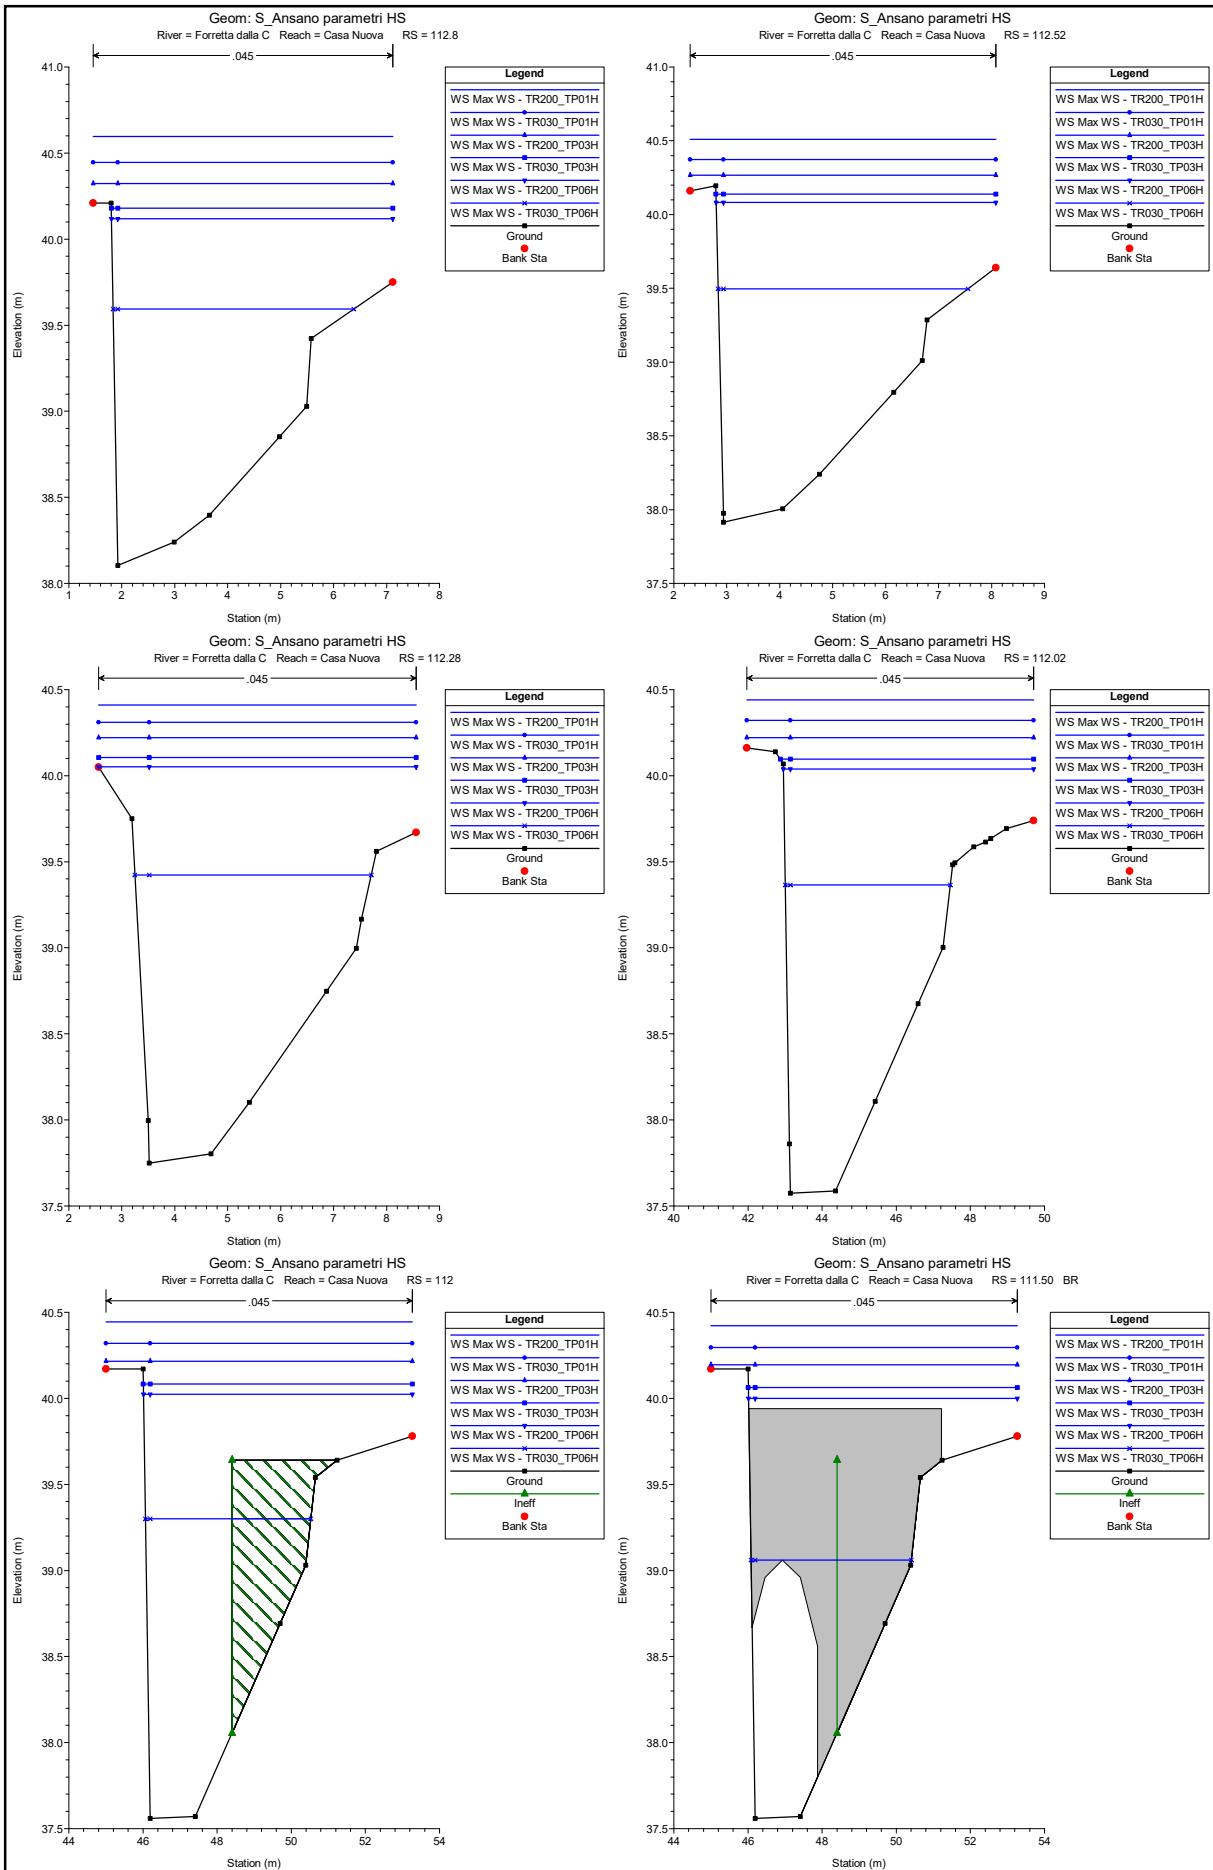 Geom: S_Ansano parametri HS
River = Forretta dalla C Reach = Casa Nuova RS = 112.8
.045
41.0
40.5
40.0
39.5
39.0
38.5
38.0
1 2 3 4 5 6 7 8
Elevation (m)
Station (m)
Legend
WS Max WS - TR200_TP01H
WS Max WS - TR030_TP01H
WS Max WS - TR200_TP03H
WS Max WS - TR030_TP03H
WS Max WS - TR200_TP06H
WS Max WS - TR030_TP06H
Ground
Bank Sta
Geom: S_Ansano parametri HS
River = Forretta dalla C Reach = Casa Nuova RS = 112.52
.045
41.0
40.5
40.0
39.5
39.0
38.5
38.0
37.5
2 3 4 5 6 7 8 9
Elevation (m)
Station (m)
Legend
WS Max WS - TR200_TP01H
WS Max WS - TR030_TP01H
WS Max WS - TR200_TP03H
WS Max WS - TR030_TP03H
WS Max WS - TR200_TP06H
WS Max WS - TR030_TP06H
Ground
Bank Sta
Geom: S_Ansano parametri HS
River = Forretta dalla C Reach = Casa Nuova RS = 112.28
.045
40.5
40.0
39.5
39.0
38.5
38.0
37.5
2 3 4 5 6 7 8 9
Elevation (m)
Station (m)
Legend
WS Max WS - TR200_TP01H
WS Max WS - TR030_TP01H
WS Max WS - TR200_TP03H
WS Max WS - TR030_TP03H
WS Max WS - TR200_TP06H
WS Max WS - TR030_TP06H
Ground
Bank Sta
Geom: S_Ansano parametri HS
River = Forretta dalla C Reach = Casa Nuova RS = 112.02
.045
40.5
40.0
39.5
39.0
38.5
38.0
37.5
40 42 44 46 48 50
Elevation (m)
Station (m)
Legend
WS Max WS - TR200_TP01H
WS Max WS - TR030_TP01H
WS Max WS - TR200_TP03H
WS Max WS - TR030_TP03H
WS Max WS - TR200_TP06H
WS Max WS - TR030_TP06H
Ground
Bank Sta
Geom: S_Ansano parametri HS
River = Forretta dalla C Reach = Casa Nuova RS = 112
.045
40.5
40.0
39.5
39.0
38.5
38.0
37.5
44 46 48 50 52 54
Elevation (m)
Station (m)
Legend
WS Max WS - TR200_TP01H
WS Max WS - TR030_TP01H
WS Max WS - TR200_TP03H
WS Max WS - TR030_TP03H
WS Max WS - TR200_TP06H
WS Max WS - TR030_TP06H
Ground
Ineff
Bank Sta
Geom: S_Ansano parametri HS
River = Forretta dalla C Reach = Casa Nuova RS = 111.50 BR
.045
40.5
40.0
39.5
39.0
38.5
38.0
37.5
44 46 48 50 52 54
Elevation (m)
Station (m)
Legend
WS Max WS - TR200_TP01H
WS Max WS - TR030_TP01H
WS Max WS - TR200_TP03H
WS Max WS - TR030_TP03H
WS Max WS - TR200_TP06H
WS Max WS - TR030_TP06H
Ground
Ineff
Bank Sta